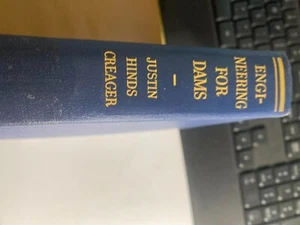 ENGI-
NEERING
FOR
DAMS
—
JUSTIN
HINDS
CREAGER